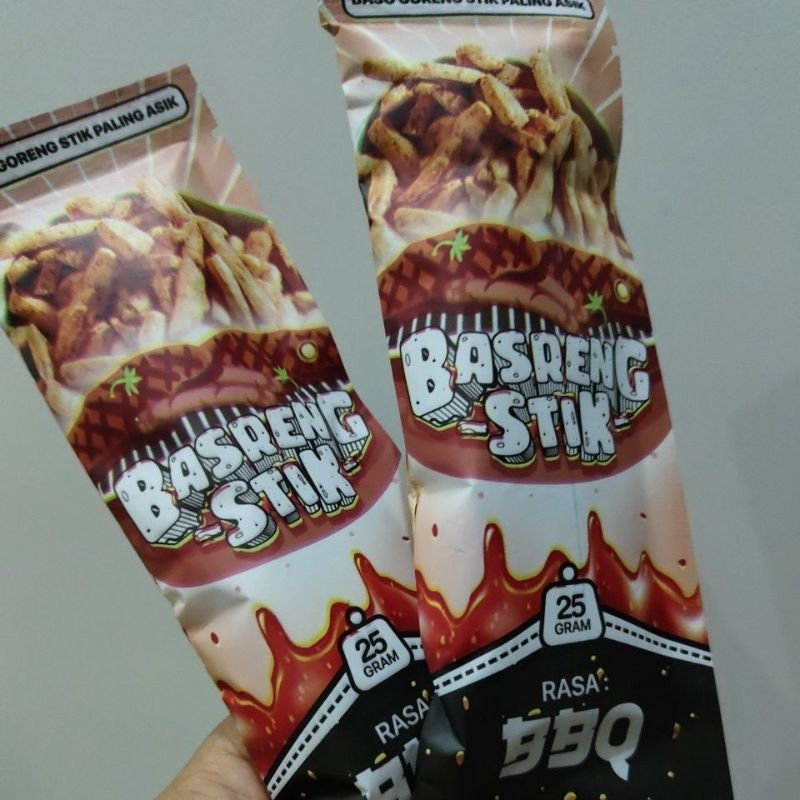 GORENG STIK PALING ASIK
BASRENG
STIK
25
GRAM
RASA
BASO GORENG STIK PALING ASIK
BASRENG
STIK
25
GRAM
RASA :
BBQ